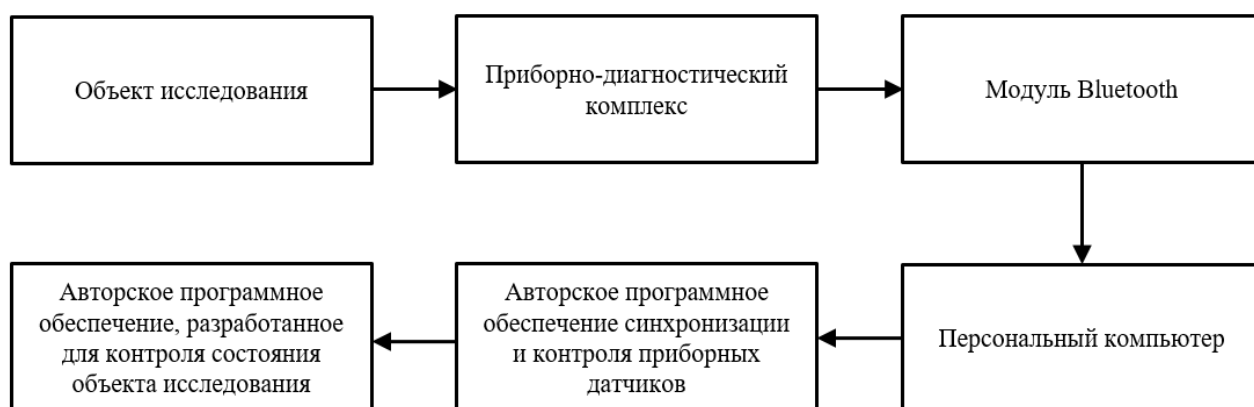 Объект исследования
Приборно-диагностический
комплекс
Модуль Bluetooth
Авторское программное
обеспечение, разработанное
для контроля состояния
объекта исследования
Авторское программное
обеспечение синхронизации
и контроля приборных
датчиков
Персональный компьютер